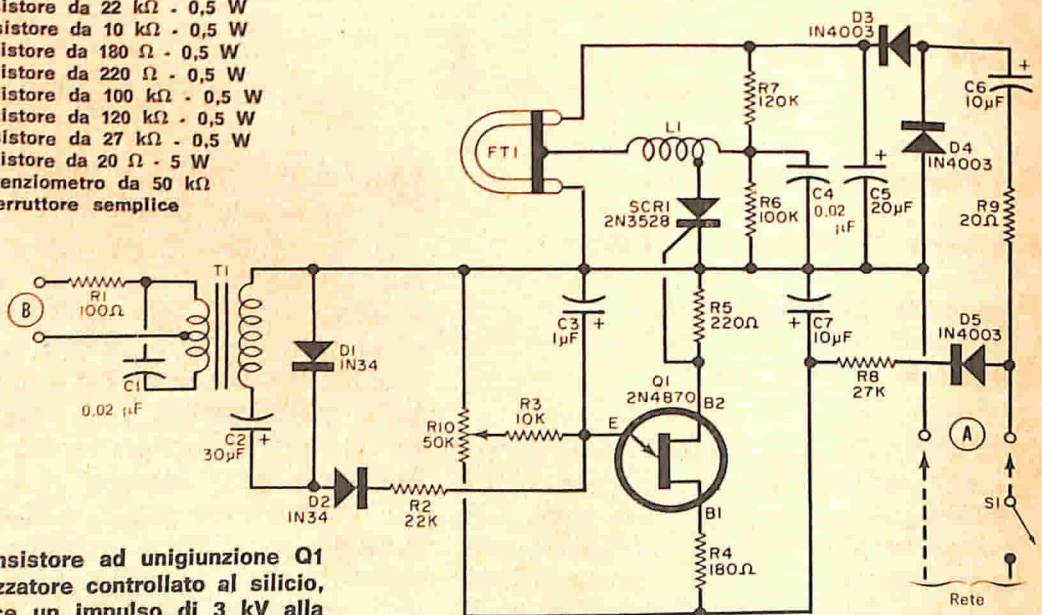 istore da 22 kΩ - 0,5 W
sistore da 10 kΩ - 0,5 W
istore da 180 Ω - 0,5 W
istore da 220 Ω - 0,5 W
istore da 100 kΩ - 0,5 W
istore da 120 kΩ - 0,5 W
istore da 27 kΩ - 0,5 W
istore da 20 Ω - 5 W
enziometro da 50 kΩ
erruttore semplice
D3
IN4003
C6
10µF
+
R7
120K
L1
FT1
D4
IN4003
SCR1
2N3528
R6
100K
C4
0,02
µF
C5
20µF
+
R9
20Ω
B
R1
100Ω
T1
C1
0.02 µF
D1
IN34
C2
30µF
+
D2
IN34
R2
22K
R10
50K
R3
10K
C3
1µF
+
R5
220Ω
C7
10µF
+
D5
IN4003
R8
27K
Q1
2N4870
B2
E
B1
R4
180Ω
A
S1
Rete
nsistore ad unigiunzione Q1
zzatore controllato al silicio,
ce un impulso di 3 kV alla